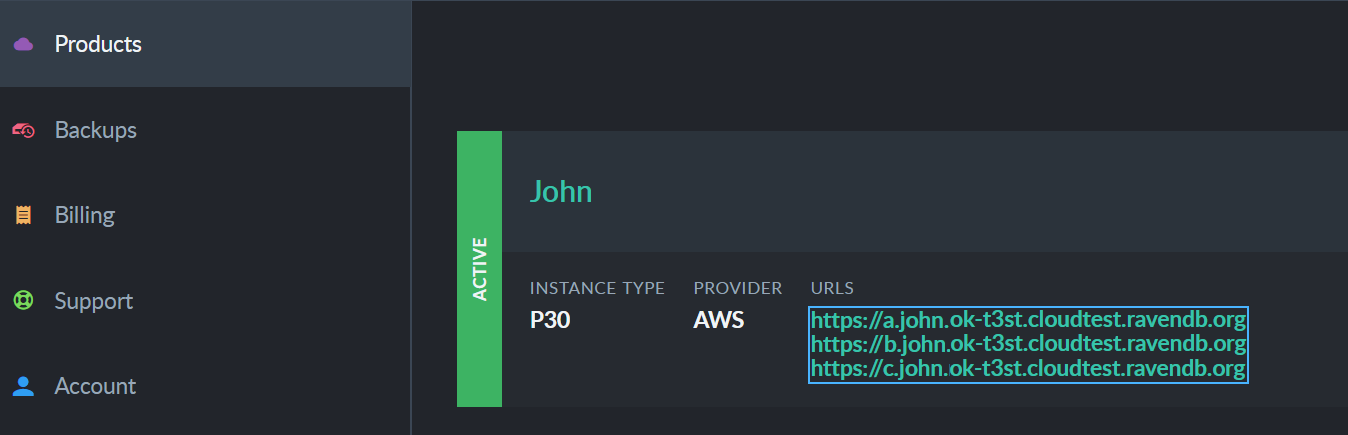 Products
Backups
Billing
Support
Account
ACTIVE
John
INSTANCE TYPE PROVIDER URLS
P30 AWS https://a.john.ok-t3st.cloudtest.ravendb.org
https://b.john.ok-t3st.cloudtest.ravendb.org
https://c.john.ok-t3st.cloudtest.ravendb.org